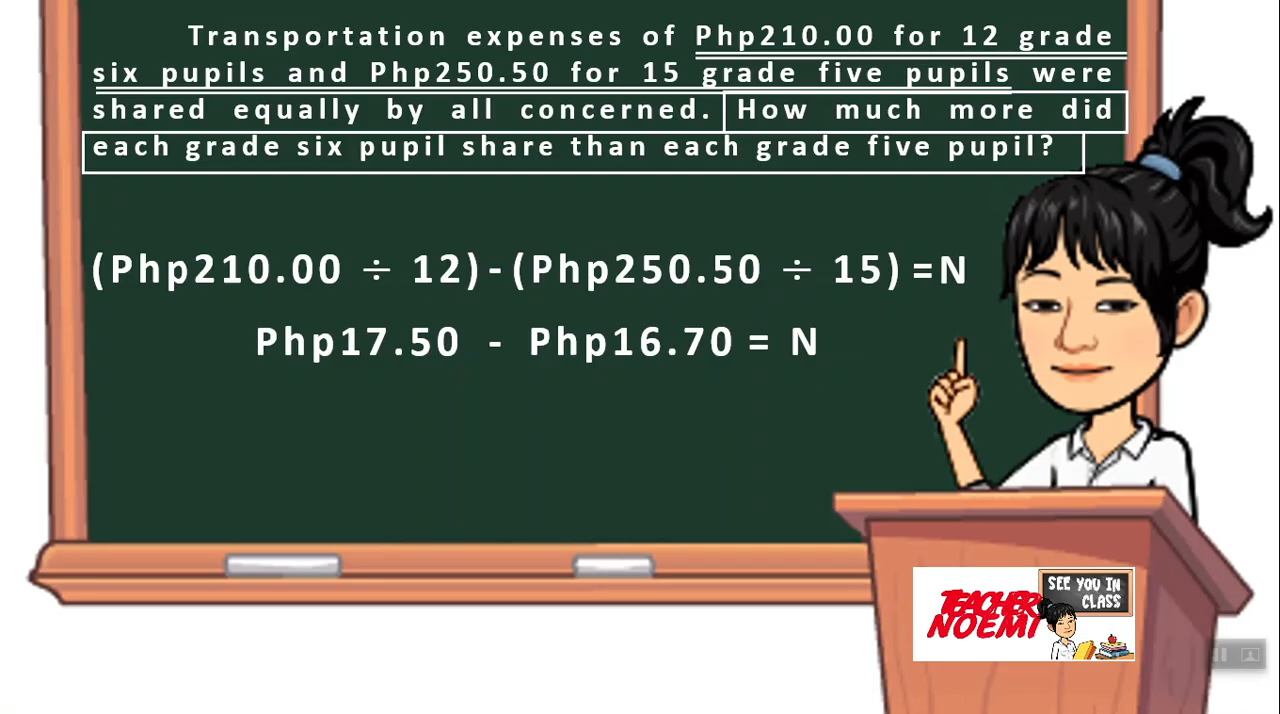 Transportation expenses of Php210.00 for 12 grade
six pupils and Php250.50 for 15 grade five pupils were
shared equally by all concerned. How much more did
each grade six pupil share than each grade five pupil?
(Php210.00 ÷ 12) - (Php250.50 ÷ 15) = N
Php17.50 - Php16.70 = N
SEE YOU IN
CLASS
TEACHER
NOEMI